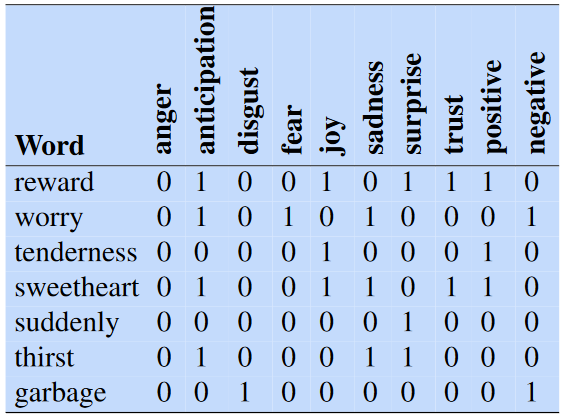 Word anger anticipation disgust fear joy sadness surprise trust positive negative
reward 0 1 0 0 1 0 1 1 1 0
worry 0 1 0 1 0 1 0 0 0 1
tenderness 0 0 0 0 1 0 0 0 1 0
sweetheart 0 1 0 0 1 1 0 1 1 0
suddenly 0 0 0 0 0 0 1 0 0 0
thirst 0 1 0 0 0 1 1 0 0 0
garbage 0 0 1 0 0 0 0 0 0 1